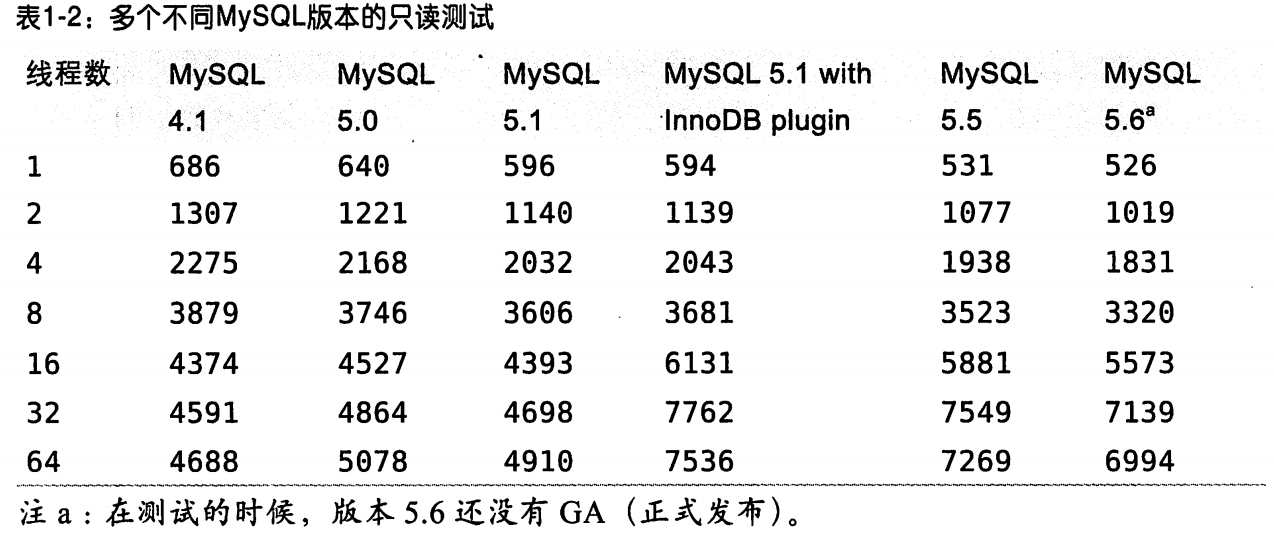 表1-2：多个不同MySQL版本的只读测试
线程数 MySQL MySQL MySQL MySQL 5.1 with MySQL MySQL
4.1 5.0 5.1 InnoDB plugin 5.5 5.6a
1 686 640 596 594 531 526
2 1307 1221 1140 1139 1077 1019
4 2275 2168 2032 2043 1938 1831
8 3879 3746 3606 3681 3523 3320
16 4374 4527 4393 6131 5881 5573
32 4591 4864 4698 7762 7549 7139
64 4688 5078 4910 7536 7269 6994
注 a：在测试的时候，版本 5.6 还没有 GA（正式发布）。